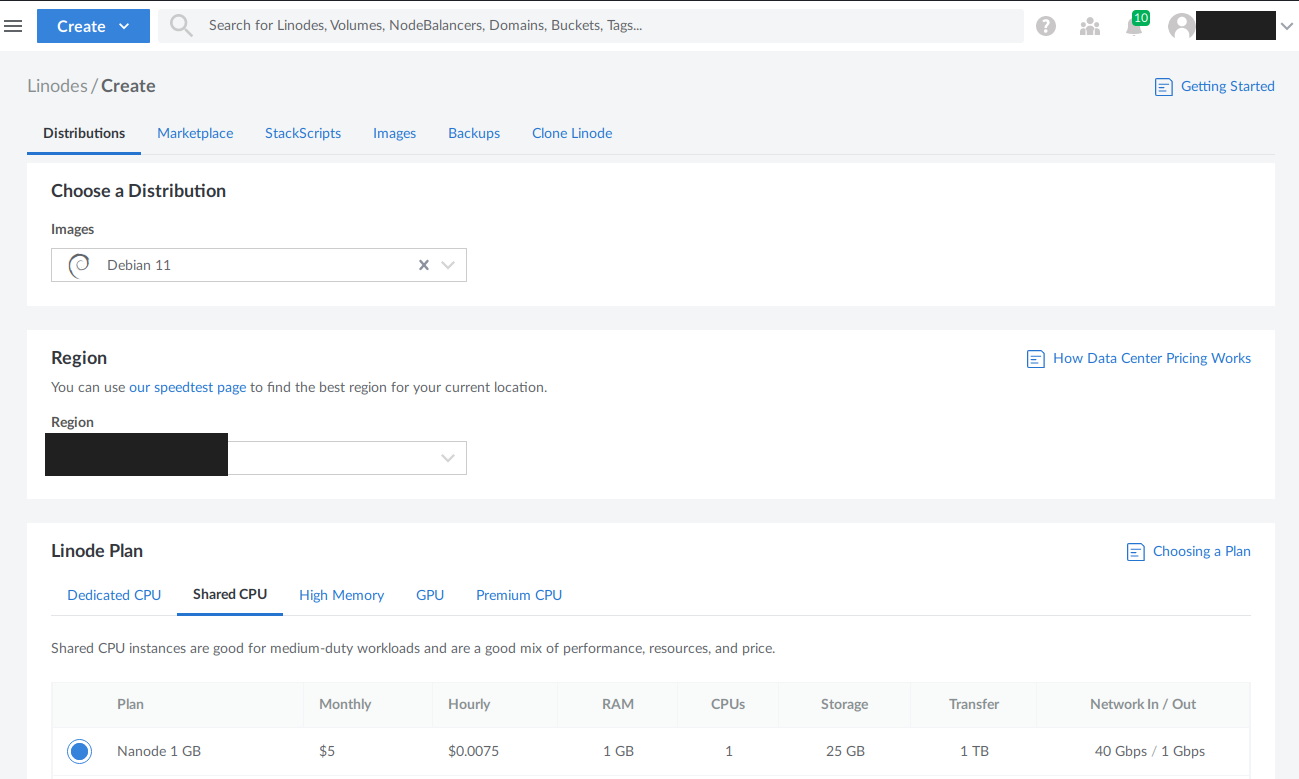 Create
Search for Linodes, Volumes, NodeBalancers, Domains, Buckets, Tags...
10
Linodes / Create
Getting Started
Distributions Marketplace StackScripts Images Backups Clone Linode
Choose a Distribution
Images
Debian 11
Region
How Data Center Pricing Works
You can use our speedtest page to find the best region for your current location.
Region
Linode Plan
Choosing a Plan
Dedicated CPU Shared CPU High Memory GPU Premium CPU
Shared CPU instances are good for medium-duty workloads and are a good mix of performance, resources, and price.
Plan Monthly Hourly RAM CPUs Storage Transfer Network In / Out
Nanode 1 GB $5 $0.0075 1 GB 1 25 GB 1 TB 40 Gbps / 1 Gbps